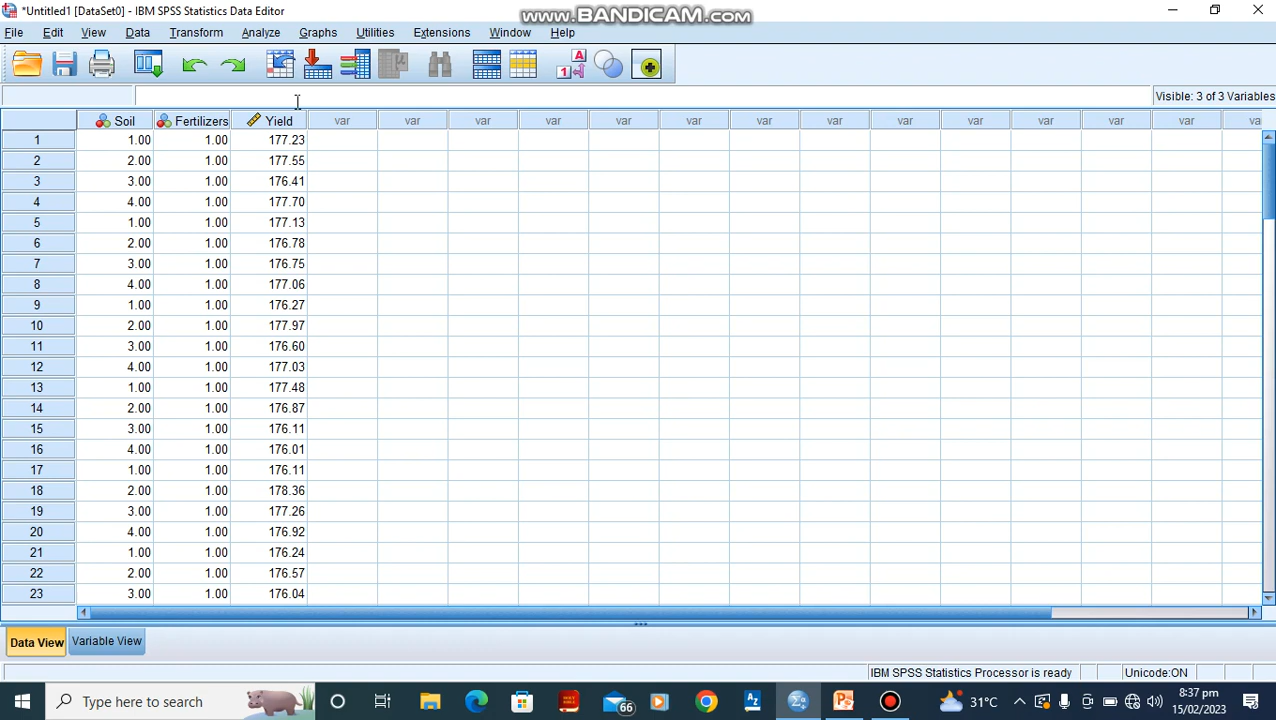 *Untitled1 [DataSet0] - IBM SPSS Statistics Data Editor
www.BANDICAM.com
File Edit View Data Transform Analyze Graphs Utilities Extensions Window Help
Visible: 3 of 3 Variables
Soil Fertilizers Yield var var var var var var var var var var var var var va
1 1.00 1.00 177.23
2 2.00 1.00 177.55
3 3.00 1.00 176.41
4 4.00 1.00 177.70
5 1.00 1.00 177.13
6 2.00 1.00 176.78
7 3.00 1.00 176.75
8 4.00 1.00 177.06
9 1.00 1.00 176.27
10 2.00 1.00 177.97
11 3.00 1.00 176.60
12 4.00 1.00 177.03
13 1.00 1.00 177.48
14 2.00 1.00 176.87
15 3.00 1.00 176.11
16 4.00 1.00 176.01
17 1.00 1.00 176.11
18 2.00 1.00 178.36
19 3.00 1.00 177.26
20 4.00 1.00 176.92
21 1.00 1.00 176.24
22 2.00 1.00 176.57
23 3.00 1.00 176.04
Data View Variable View
IBM SPSS Statistics Processor is ready Unicode:ON
Type here to search
66
31°C
8:37 pm
15/02/2023